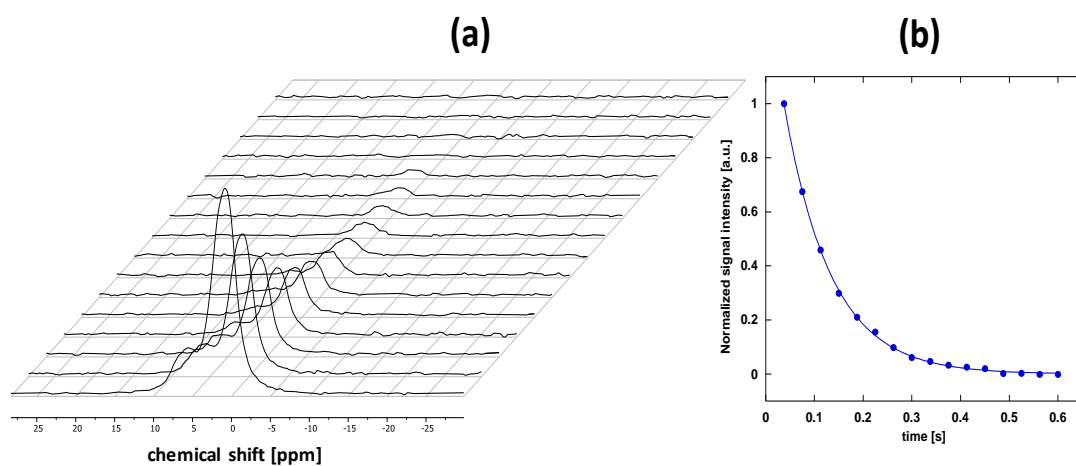 (a)
(b)
25 20 15 10 5 0 -5 -10 -15 -20 -25
chemical shift [ppm]
Normalized signal intensity [a.u.]
1
0.8
0.6
0.4
0.2
0
0 0.1 0.2 0.3 0.4 0.5 0.6
time [s]